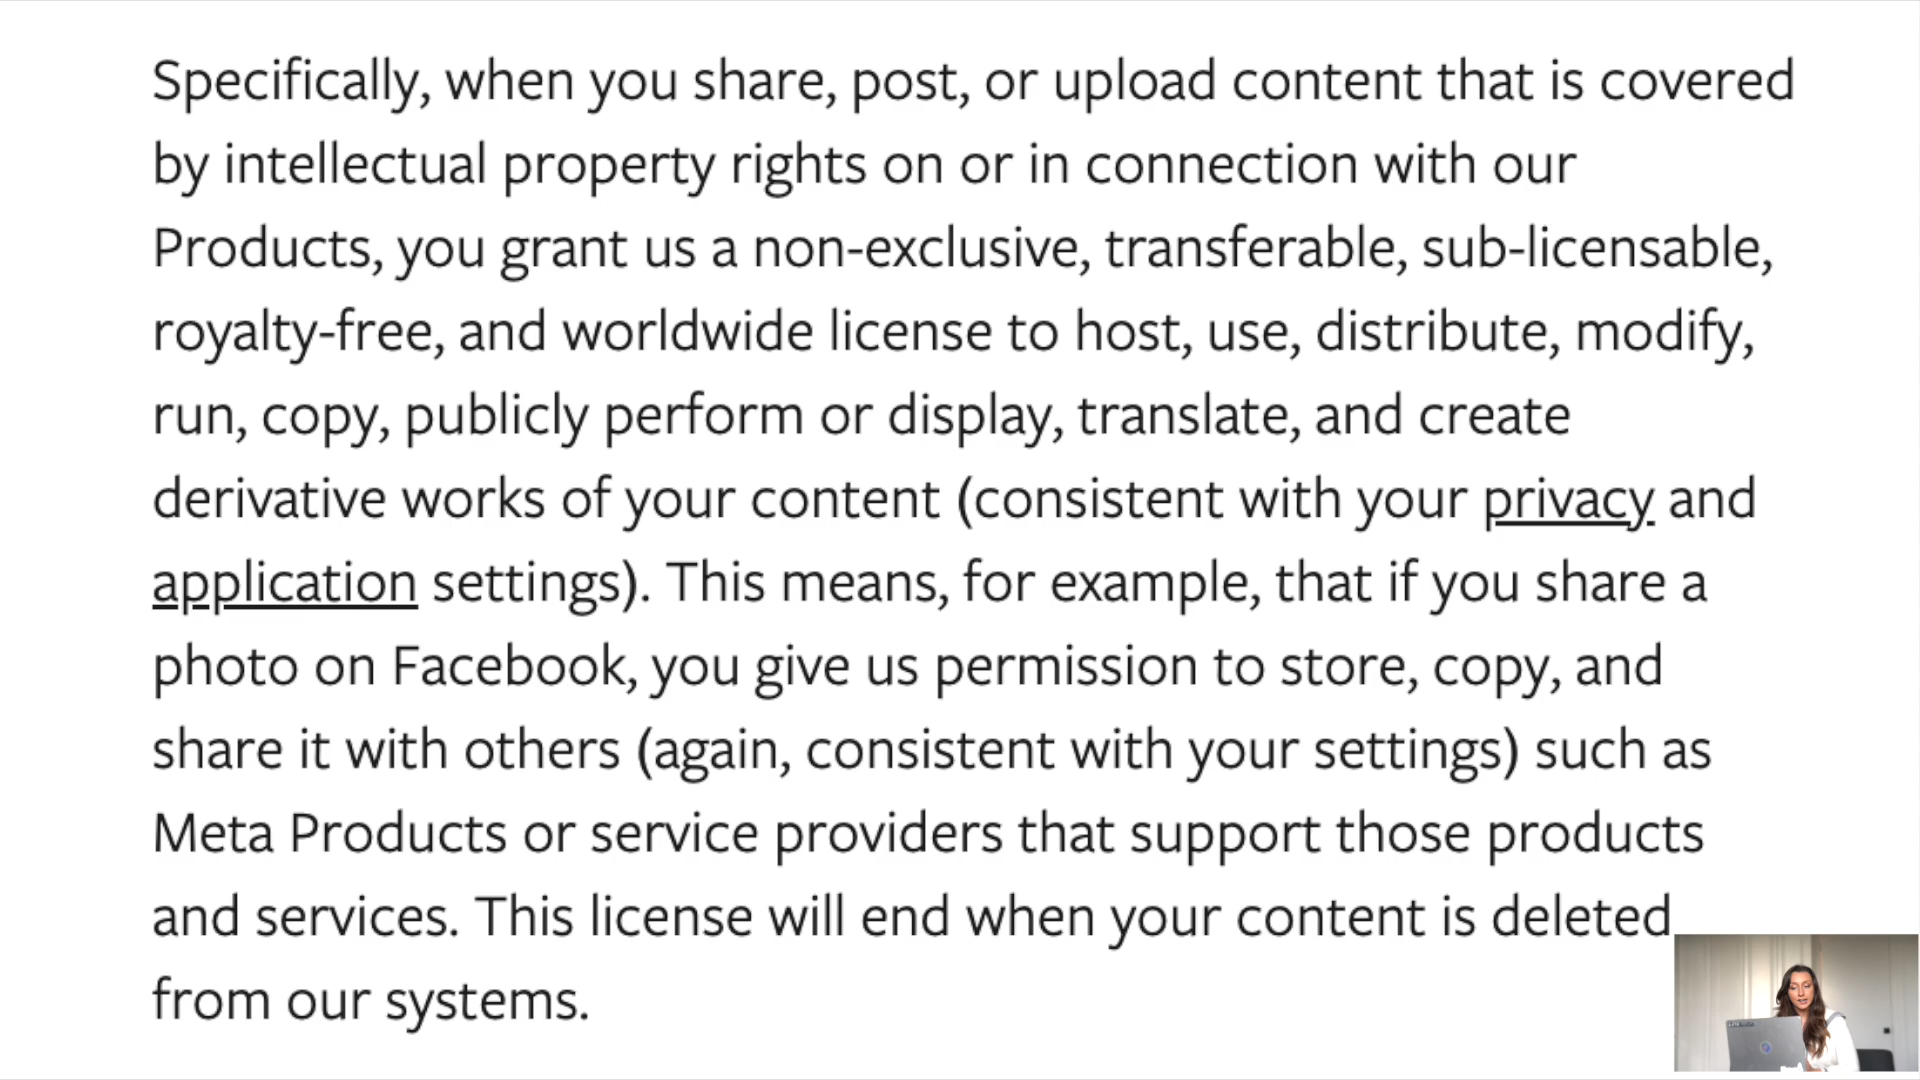 Specifically, when you share, post, or upload content that is covered
by intellectual property rights on or in connection with our
Products, you grant us a non-exclusive, transferable, sub-licensable,
royalty-free, and worldwide license to host, use, distribute, modify,
run, copy, publicly perform or display, translate, and create
derivative works of your content (consistent with your privacy and
application settings). This means, for example, that if you share a
photo on Facebook, you give us permission to store, copy, and
share it with others (again, consistent with your settings) such as
Meta Products or service providers that support those products
and services. This license will end when your content is deleted
from our systems.